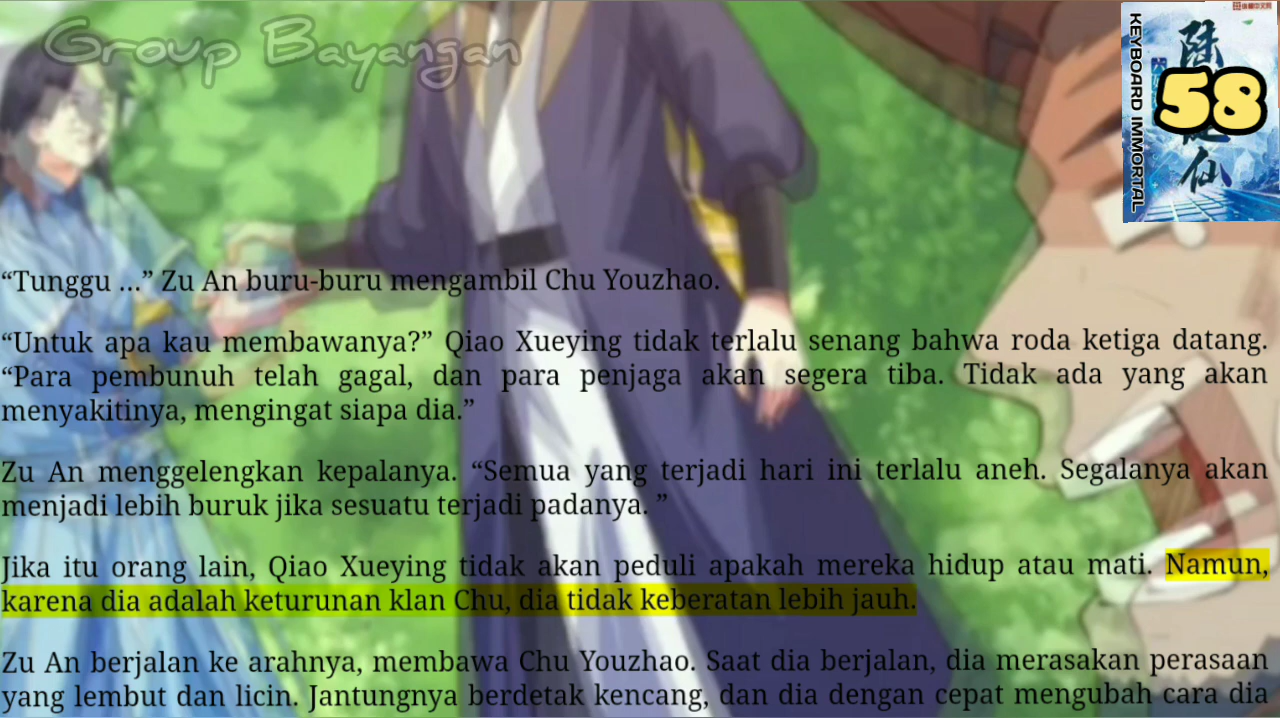 Group Bayangan
KEYBOARD IMMORTAL
58
“Tunggu ...” Zu An buru-buru mengambil Chu Youzhao.
“Untuk apa kau membawanya?” Qiao Xueying tidak terlalu senang bahwa roda ketiga datang.
“Para pembunuh telah gagal, dan para penjaga akan segera tiba. Tidak ada yang akan
menyakitinya, mengingat siapa dia.”
Zu An menggelengkan kepalanya. “Semua yang terjadi hari ini terlalu aneh. Segalanya akan
menjadi lebih buruk jika sesuatu terjadi padanya. ”
Jika itu orang lain, Qiao Xueying tidak akan peduli apakah mereka hidup atau mati. Namun,
karena dia adalah keturunan klan Chu, dia tidak keberatan lebih jauh.
Zu An berjalan ke arahnya, membawa Chu Youzhao. Saat dia berjalan, dia merasakan perasaan
yang lembut dan licin. Jantungnya berdetak kencang, dan dia dengan cepat mengubah cara dia